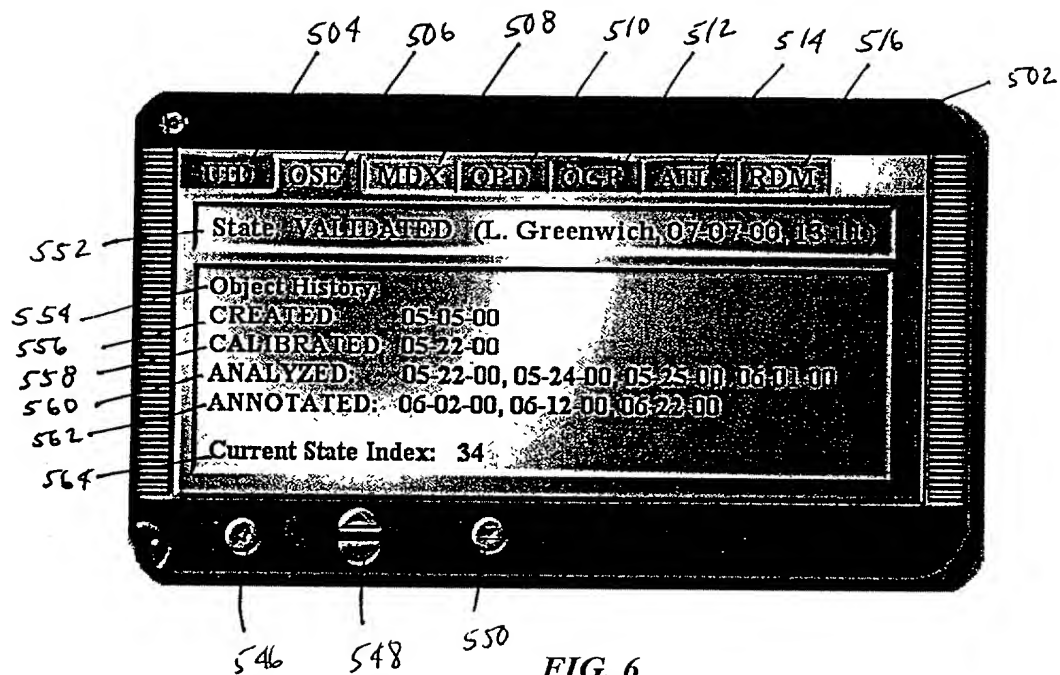 504 506 508 510 512 514 516
502
UID OSE MDX OPD OGR ATL RDM
552 State VALIDATED (L. Greenwich, 07-07-00, 13:11)
554 Object History
556 CREATED: 05-05-00
558 CALIBRATED 05-22-00
560 ANALYZED: 05-22-00, 05-24-00, 05-25-00, 06-01-00
562 ANNOTATED: 06-02-00, 06-12-00, 06-22-00
564 Current State Index: 34
546 548 550
FIG. 6